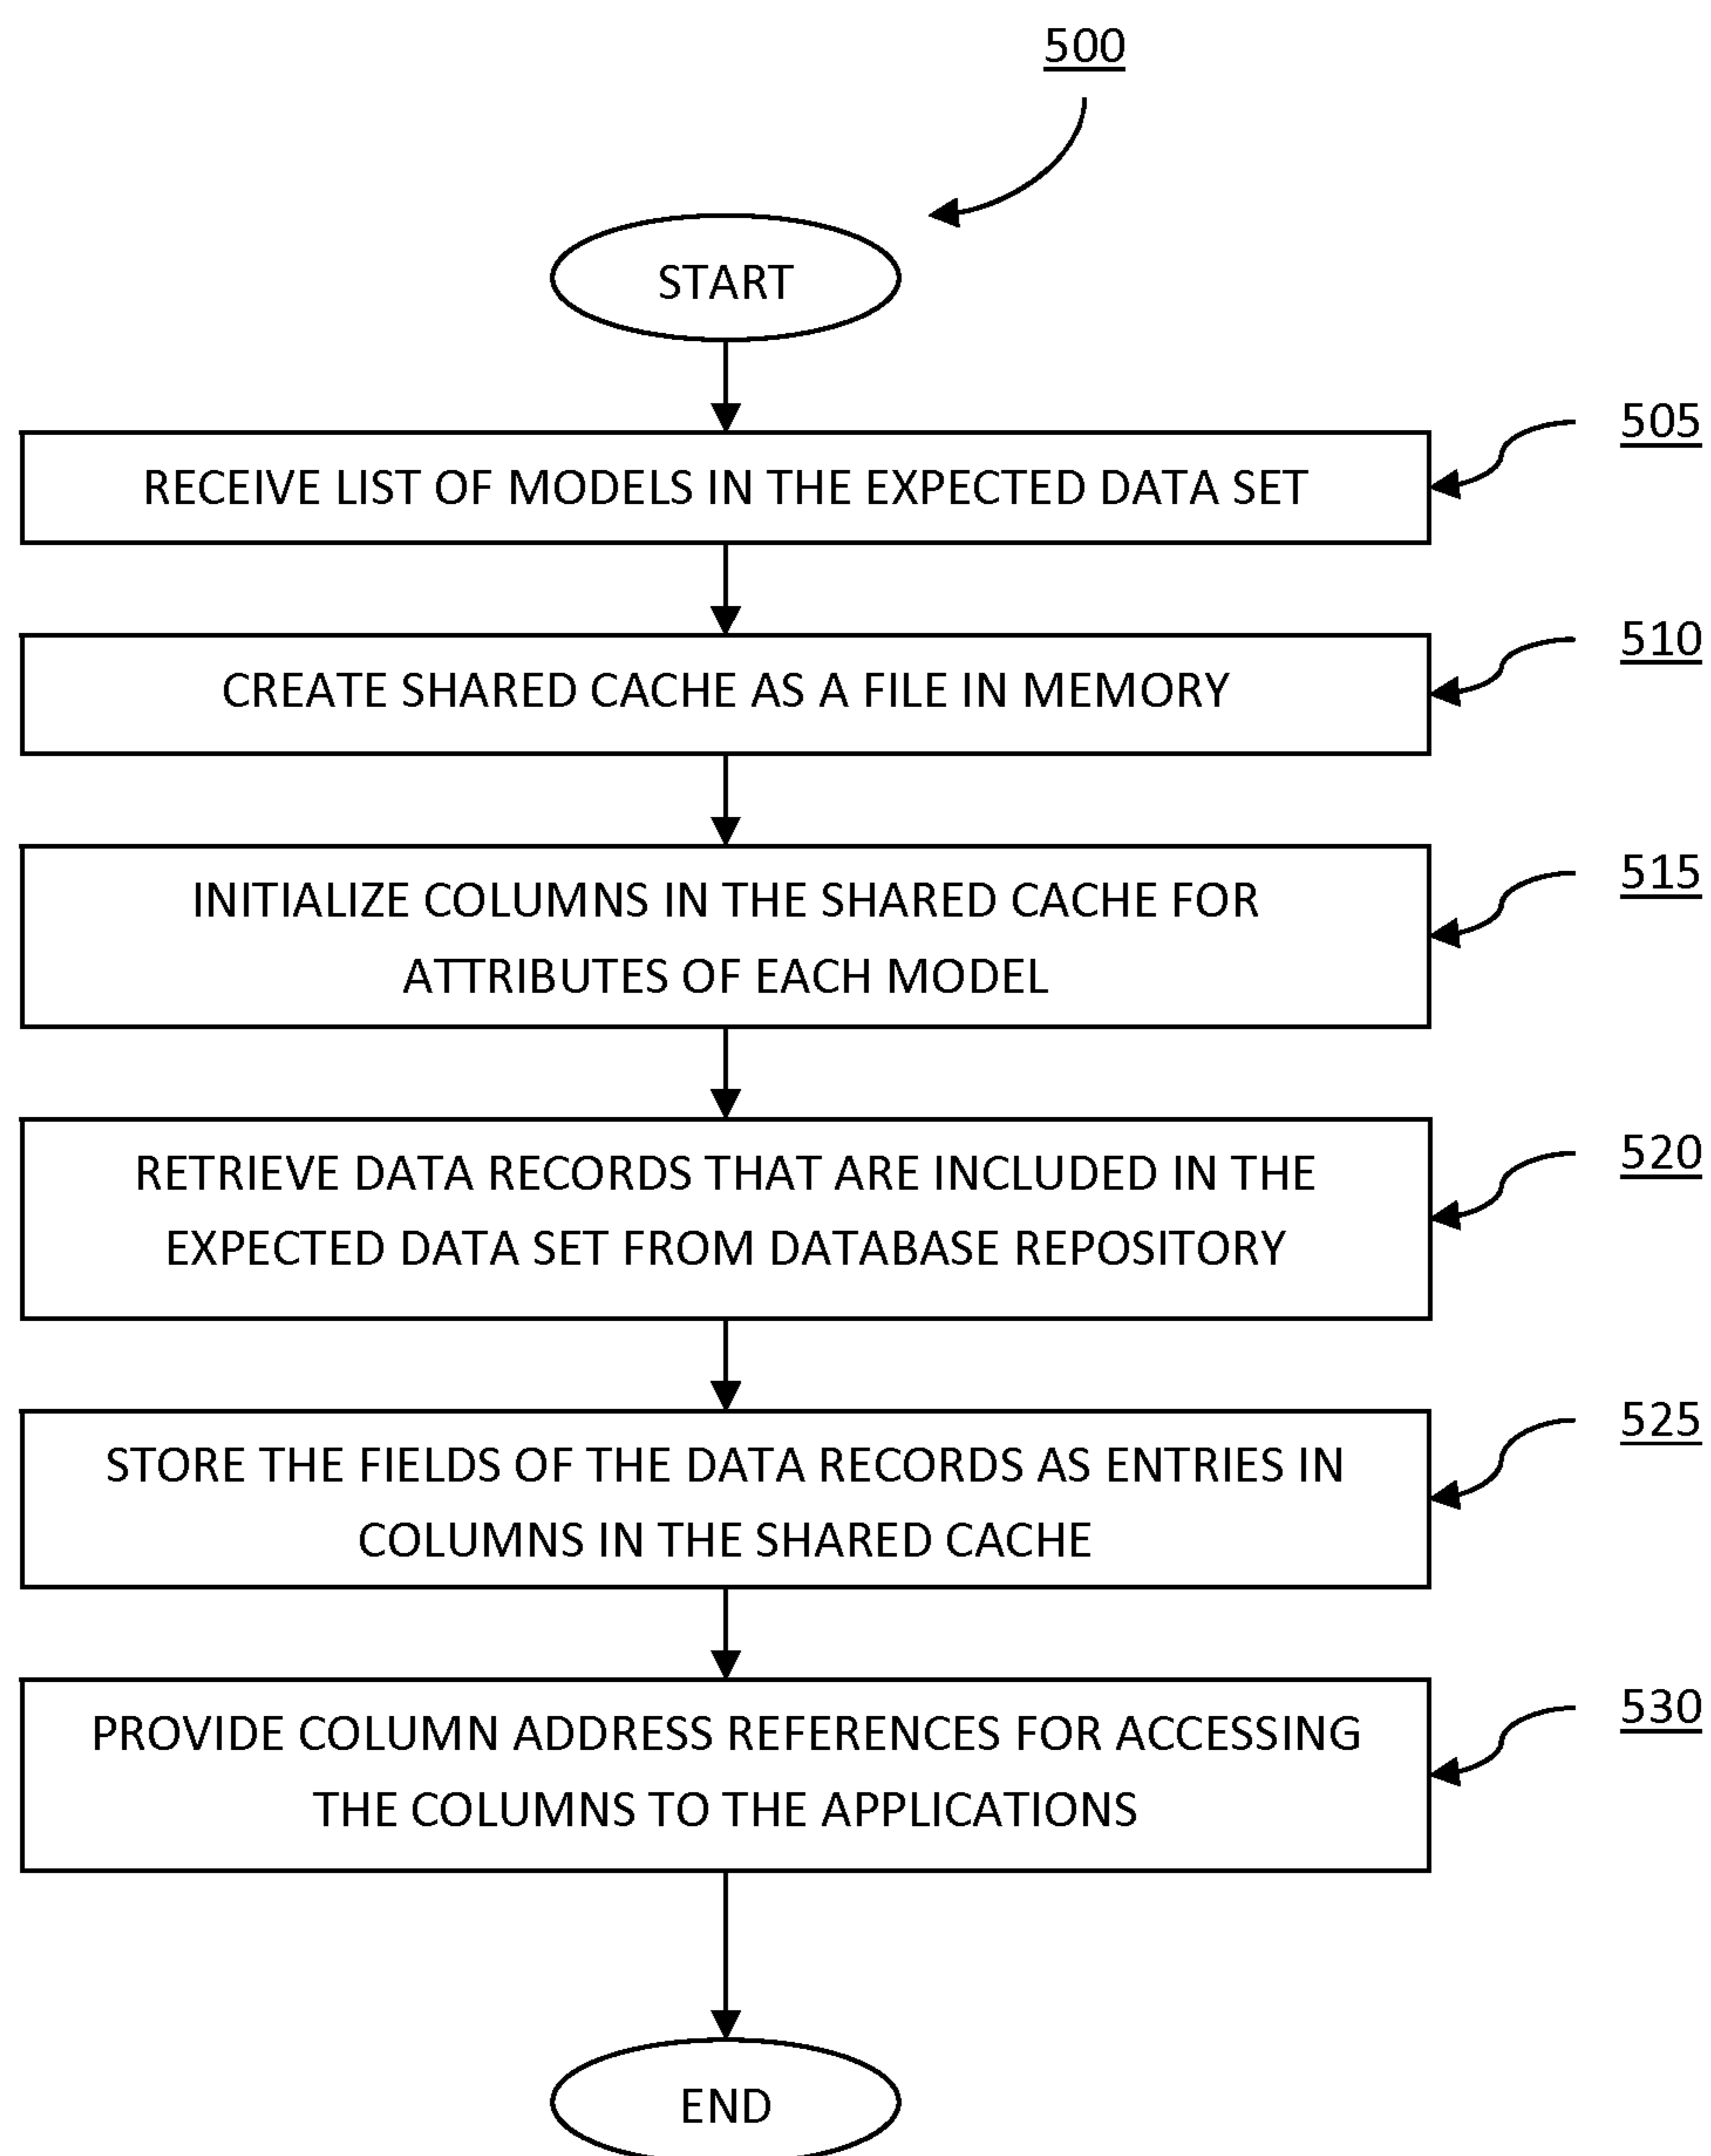 500
START
RECEIVE LIST OF MODELS IN THE EXPECTED DATA SET
505
CREATE SHARED CACHE AS A FILE IN MEMORY
510
INITIALIZE COLUMNS IN THE SHARED CACHE FOR
ATTRIBUTES OF EACH MODEL
515
RETRIEVE DATA RECORDS THAT ARE INCLUDED IN THE
EXPECTED DATA SET FROM DATABASE REPOSITORY
520
STORE THE FIELDS OF THE DATA RECORDS AS ENTRIES IN
COLUMNS IN THE SHARED CACHE
525
PROVIDE COLUMN ADDRESS REFERENCES FOR ACCESSING
THE COLUMNS TO THE APPLICATIONS
530
END